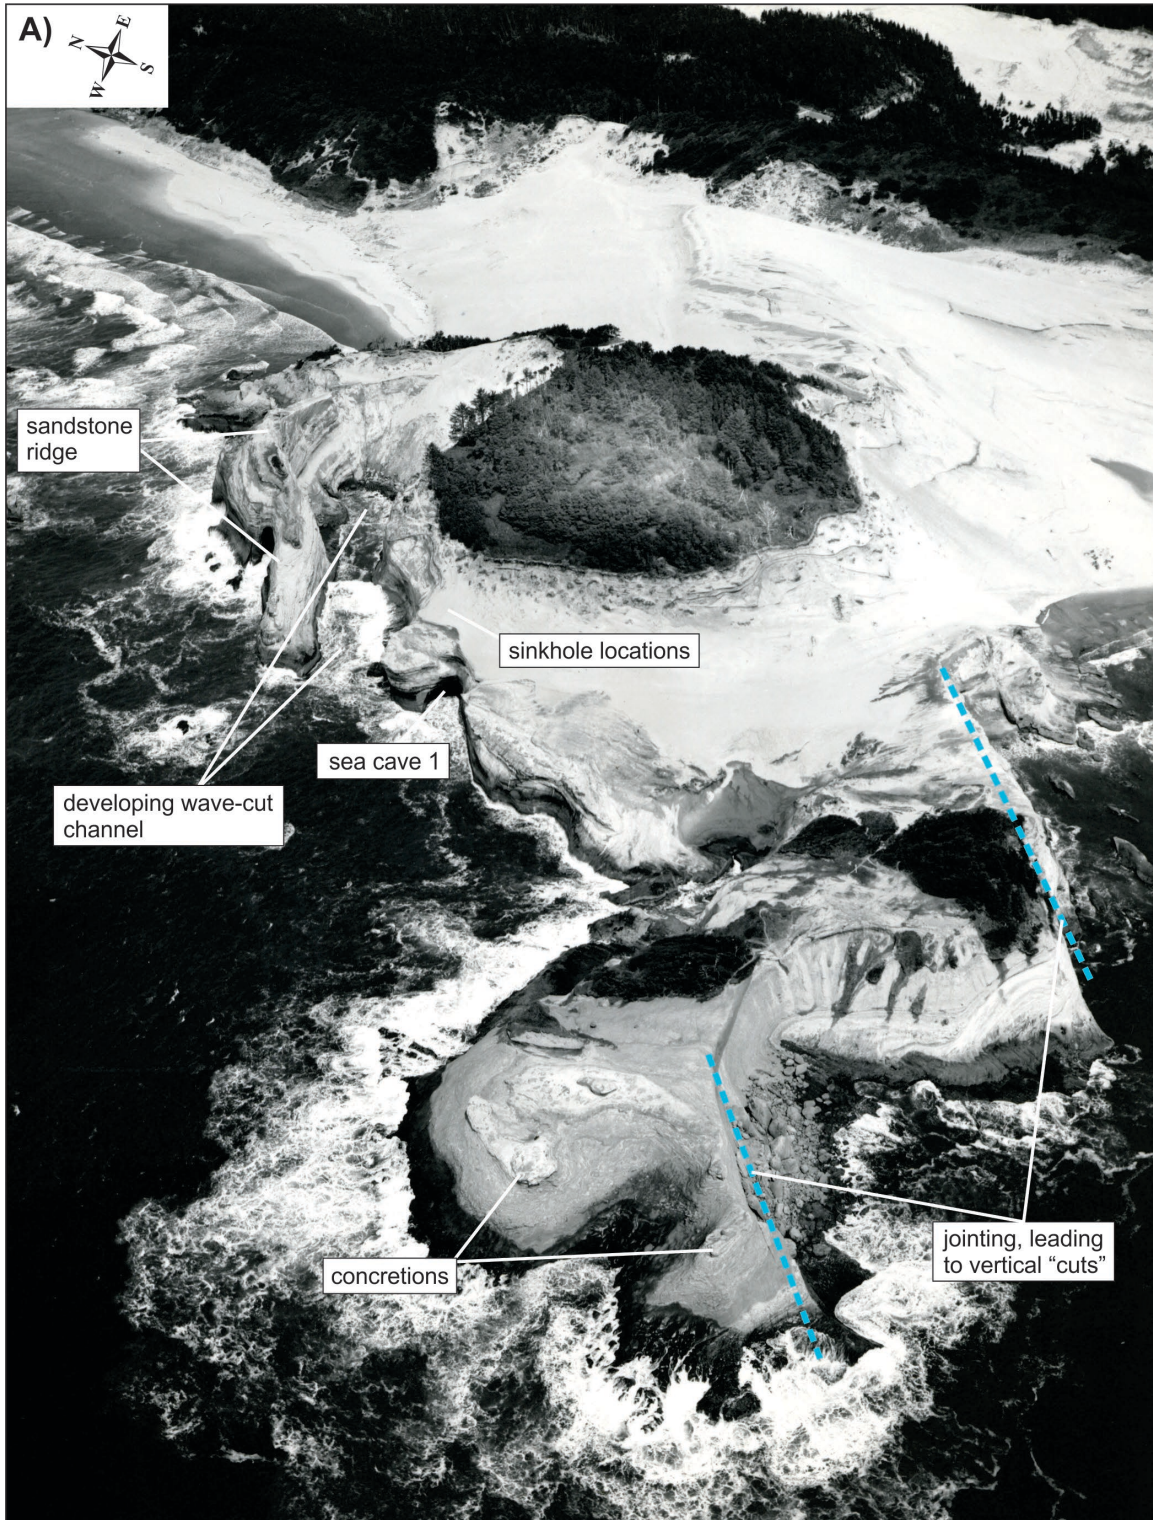 A)
N
E
W
S
sandstone
ridge
sinkhole locations
sea cave 1
developing wave-cut
channel
concretions
jointing, leading
to vertical “cuts”